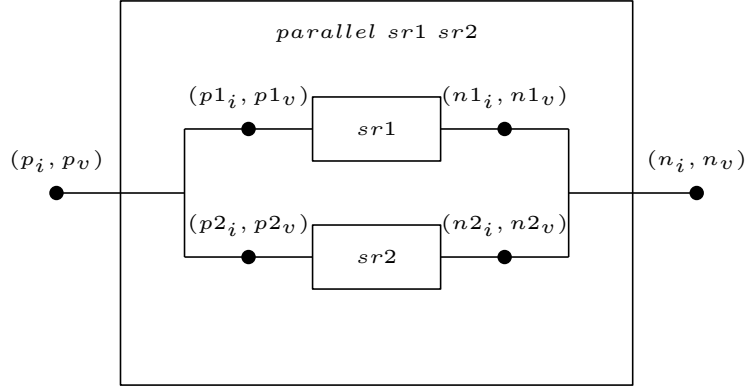 parallel sr1 sr2
(p1_i, p1_v) (n1_i, n1_v)
sr1
(p_i, p_v) (n_i, n_v)
(p2_i, p2_v) (n2_i, n2_v)
sr2